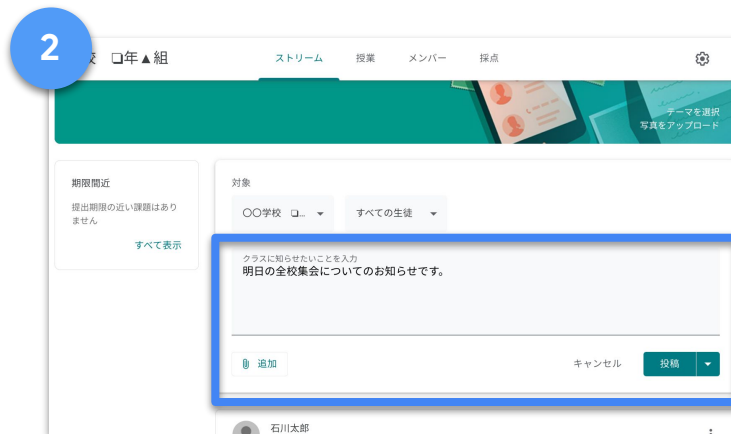 2
校 ❏年▲組
ストリーム 授業 メンバー 採点
テーマを選択
写真をアップロード
期限間近
提出期限の近い課題はあり
ません
すべて表示
対象
〇〇学校 ❏... すべての生徒
クラスに知らせたいことを入力
明日の全校集会についてのお知らせです。
追加 キャンセル 投稿
石川太郎